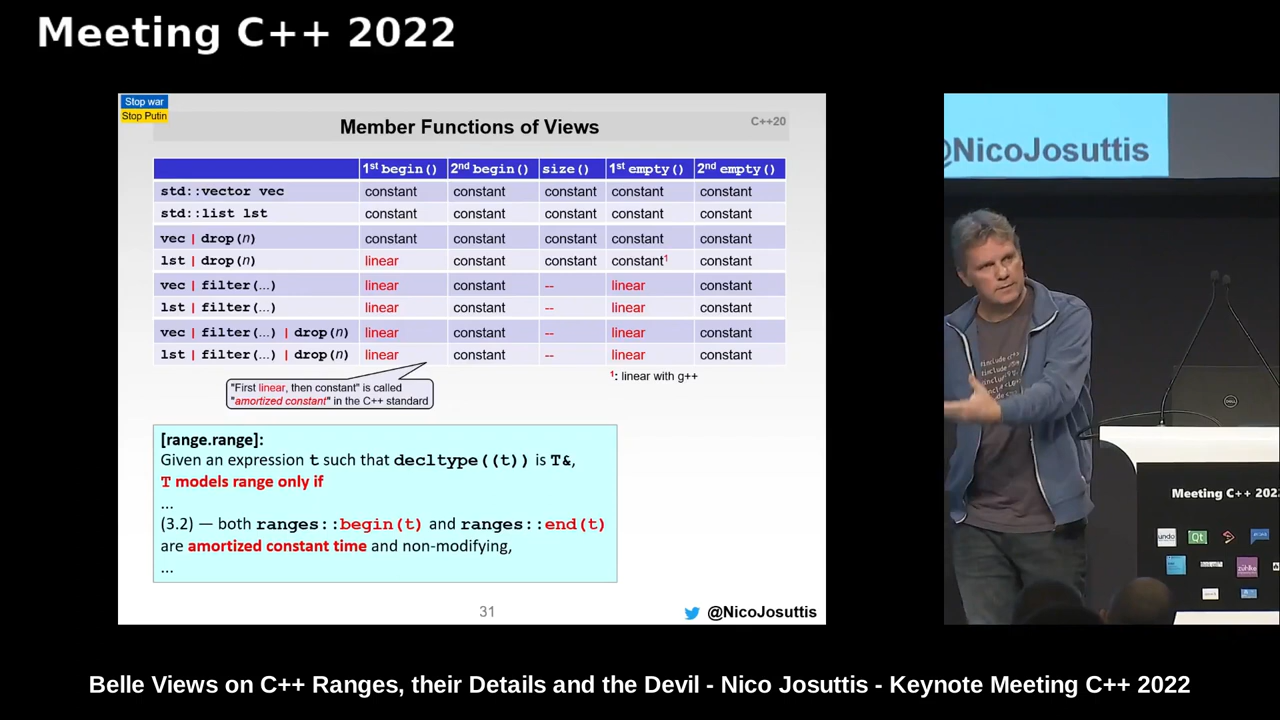 Meeting C++ 2022
Stop war
Stop Putin
Member Functions of Views
C++20
1st begin() 2nd begin() size() 1st empty() 2nd empty()
std::vector vec constant constant constant constant constant
std::list lst constant constant constant constant constant
vec | drop(n) constant constant constant constant constant
lst | drop(n) linear constant constant constant¹ constant
vec | filter(...) linear constant -- linear constant
lst | filter(...) linear constant -- linear constant
vec | filter(...) | drop(n) linear constant -- linear constant
lst | filter(...) | drop(n) linear constant -- linear constant
"First linear, then constant" is called
"amortized constant" in the C++ standard
¹: linear with g++
[range.range]:
Given an expression t such that decltype((t)) is T&,
T models range only if
...
(3.2) — both ranges::begin(t) and ranges::end(t)
are amortized constant time and non-modifying,
...
31
@NicoJosuttis
@NicoJosuttis
DELL
Meeting C++ 202
undo
Qt
zühlke
Belle Views on C++ Ranges, their Details and the Devil - Nico Josuttis - Keynote Meeting C++ 2022